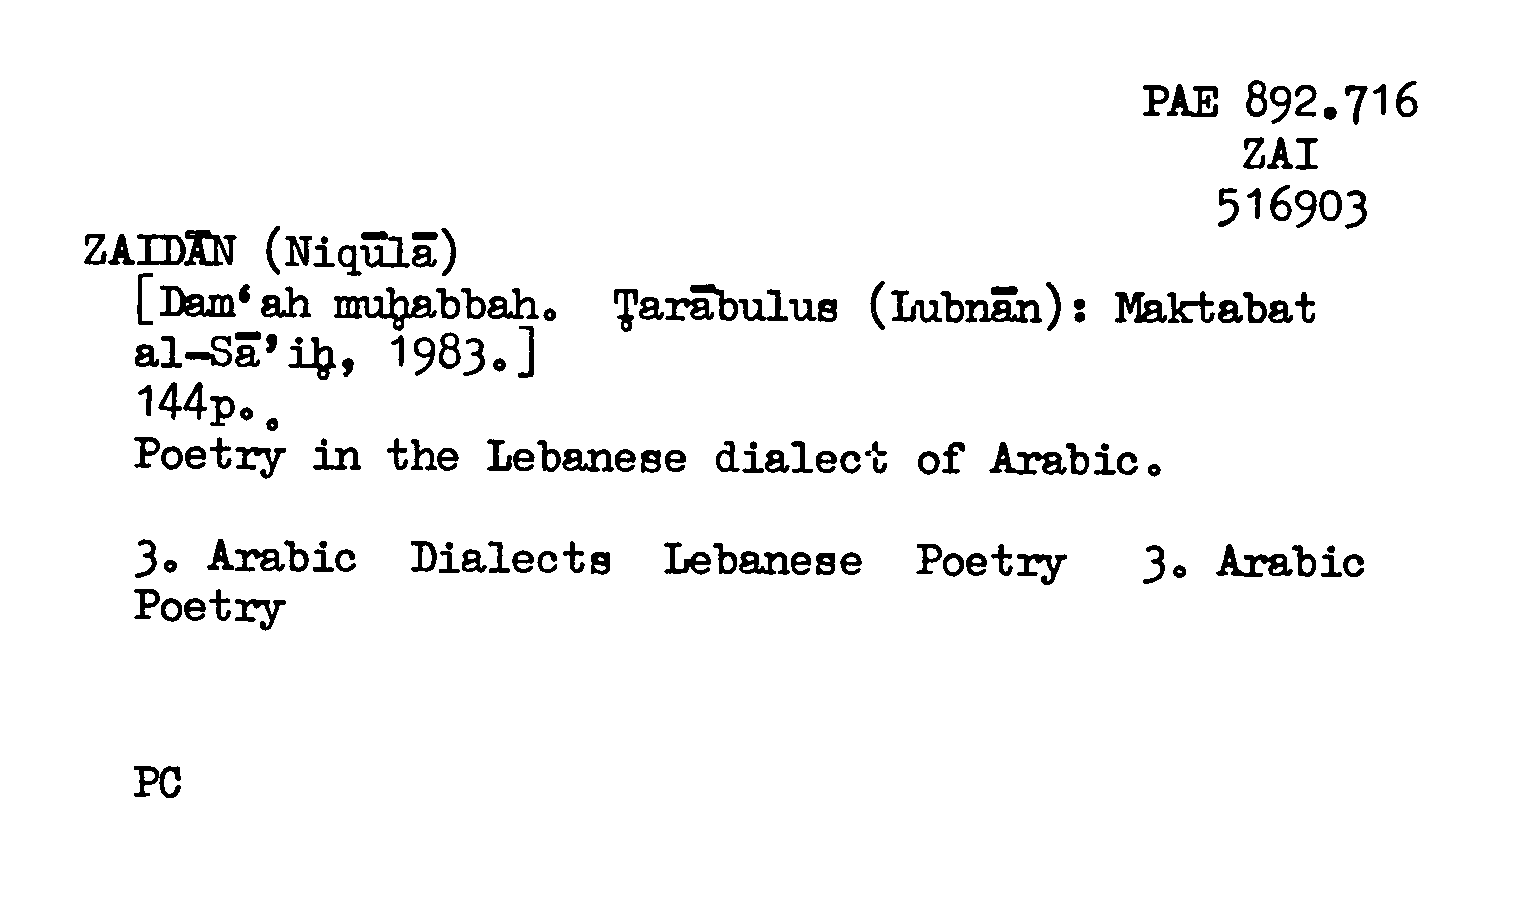 PAE 892.716
ZAI
516903
ZAIDĀN (Niqūlā)
[Dam‘ah muḥabbah. Ṭarābulus (Lubnān): Maktabat
al-Sā’iḥ, 1983.]
144p..
Poetry in the Lebanese dialect of Arabic.
3. Arabic Dialects Lebanese Poetry 3. Arabic
Poetry
PC